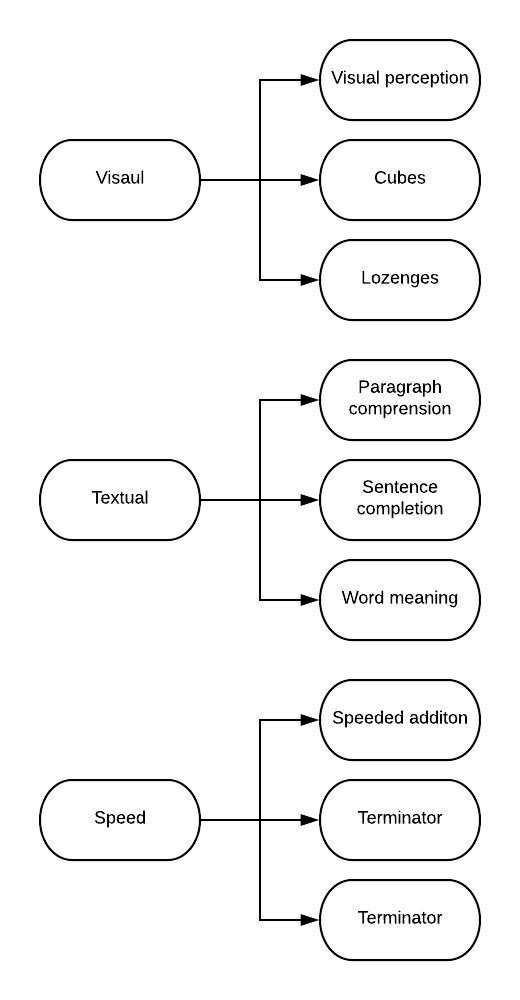 Visual perception
Visaul
Cubes
Lozenges
Paragraph
comprension
Textual
Sentence
completion
Word meaning
Speeded additon
Speed
Terminator
Terminator